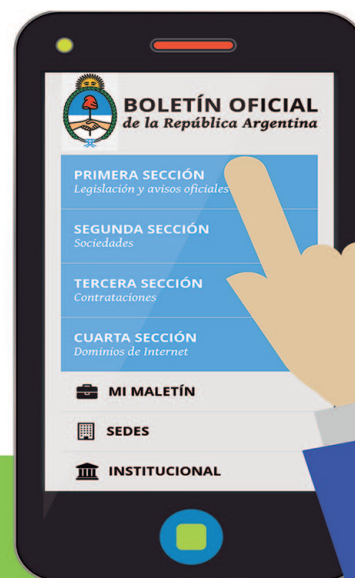 BOLETÍN OFICIAL
de la República Argentina
PRIMERA SECCIÓN
Legislación y avisos oficiales
SEGUNDA SECCIÓN
Sociedades
TERCERA SECCIÓN
Contrataciones
CUARTA SECCIÓN
Dominios de Internet
MI MALETÍN
SEDES
INSTITUCIONAL